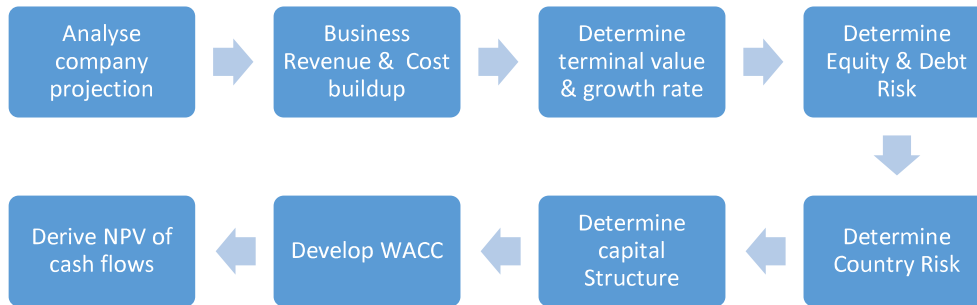 Analyse
company
projection
Business
Revenue & Cost
buildup
Determine
terminal value
& growth rate
Determine
Equity & Debt
Risk
Determine
Country Risk
Determine
capital
Structure
Develop WACC
Derive NPV of
cash flows